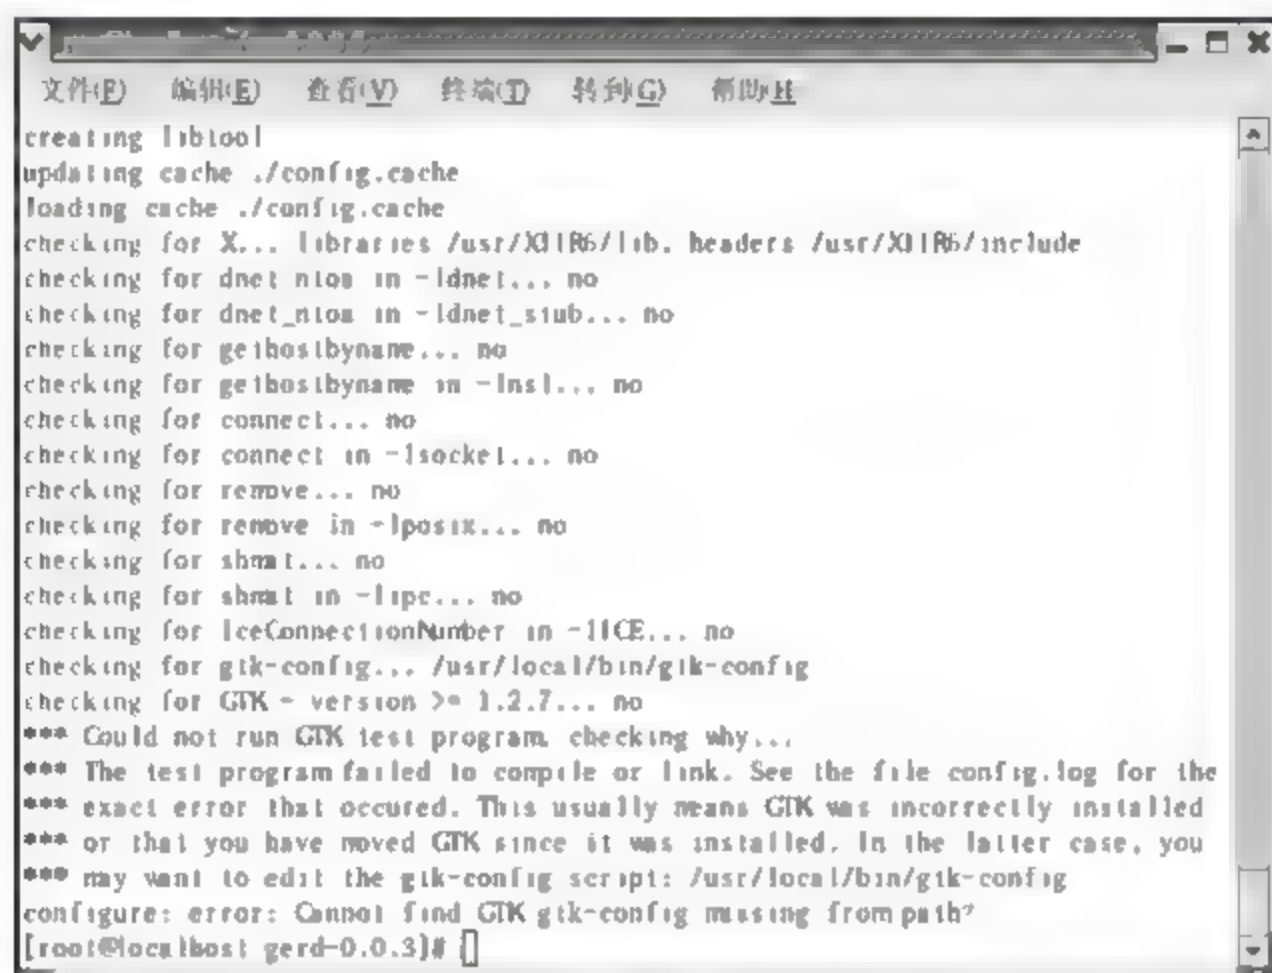 文件(F) 编辑(E) 查看(V) 终端(T) 转到(G) 帮助(H)
creating libtool
updating cache ./config.cache
loading cache ./config.cache
checking for X... libraries /usr/X11R6/lib, headers /usr/X11R6/include
checking for dnet_ntoa in -ldnet... no
checking for dnet_ntoa in -ldnet_stub... no
checking for gethostbyname... no
checking for gethostbyname in -lnsl... no
checking for connect... no
checking for connect in -lsocket... no
checking for remove... no
checking for remove in -lposix... no
checking for shmat... no
checking for shmat in -lipc... no
checking for IceConnectionNumber in -lICE... no
checking for gtk-config... /usr/local/bin/gtk-config
checking for GTK - version >= 1.2.7... no
*** Could not run GTK test program, checking why...
*** The test program failed to compile or link. See the file config.log for the
*** exact error that occured. This usually means GTK was incorrectly installed
*** or that you have moved GTK since it was installed. In the latter case, you
*** may want to edit the gtk-config script: /usr/local/bin/gtk-config
configure: error: Cannot find GTK gtk-config missing from path?
[root@localhost gerd-0.0.3]#